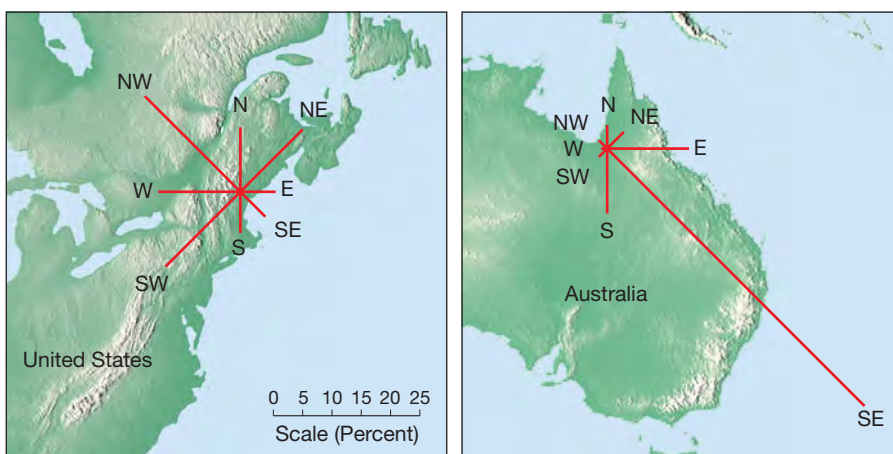 NW
N
NE
W
E
SE
S
SW
United States
0 5 10 15 20 25
Scale (Percent)
N
NW
NE
W
E
SW
S
Australia
SE